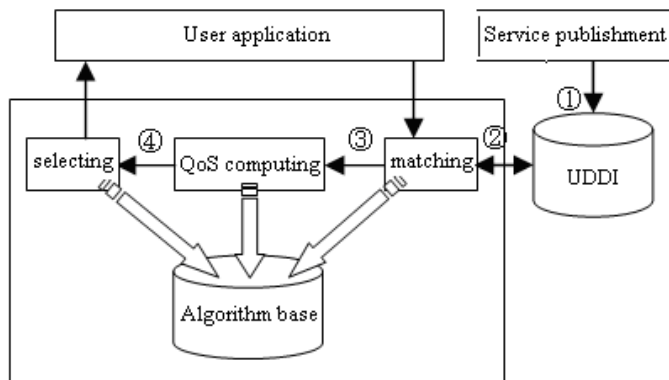 User application
Service publishment
①
④
③
②
selecting
QoS computing
matching
UDDI
Algorithm base